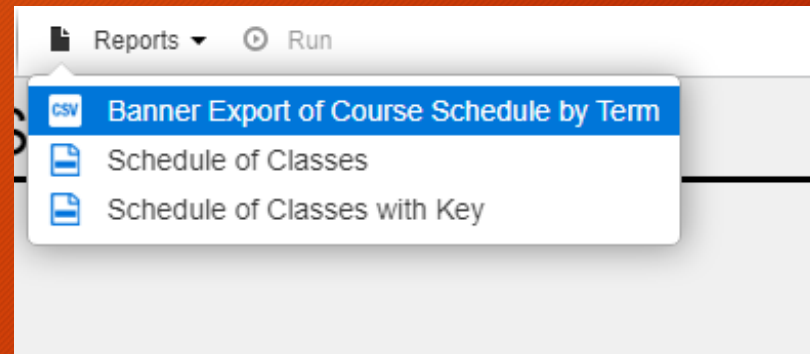 Reports Run
CSV Banner Export of Course Schedule by Term
Schedule of Classes
Schedule of Classes with Key